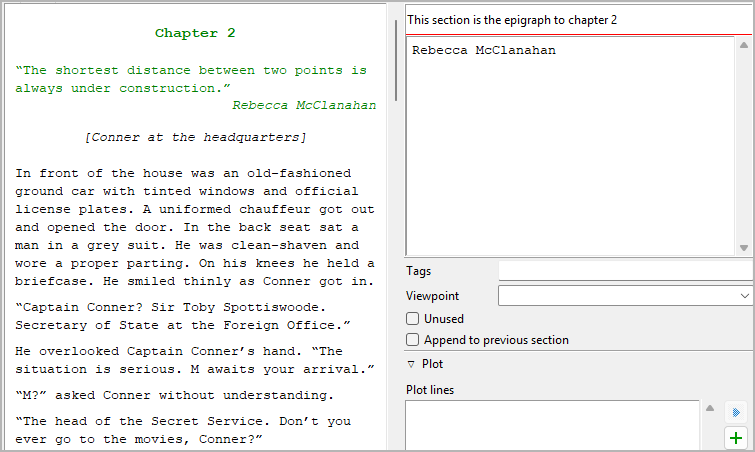 Chapter 2
“The shortest distance between two points is
always under construction.”
Rebecca McClanahan
[Conner at the headquarters]
In front of the house was an old-fashioned
ground car with tinted windows and official
license plates. A uniformed chauffeur got out
and opened the door. In the back seat sat a
man in a grey suit. He was clean-shaven and
wore a proper parting. On his knees he held a
briefcase. He smiled thinly as Conner got in.
“Captain Conner? Sir Toby Spottiswoode.
Secretary of State at the Foreign Office.”
He overlooked Captain Conner’s hand. “The
situation is serious. M awaits your arrival.”
“M?” asked Conner without understanding.
“The head of the Secret Service. Don’t you
ever go to the movies, Conner?”
This section is the epigraph to chapter 2
Rebecca McClanahan
Tags
Viewpoint
Unused
Append to previous section
Plot
Plot lines